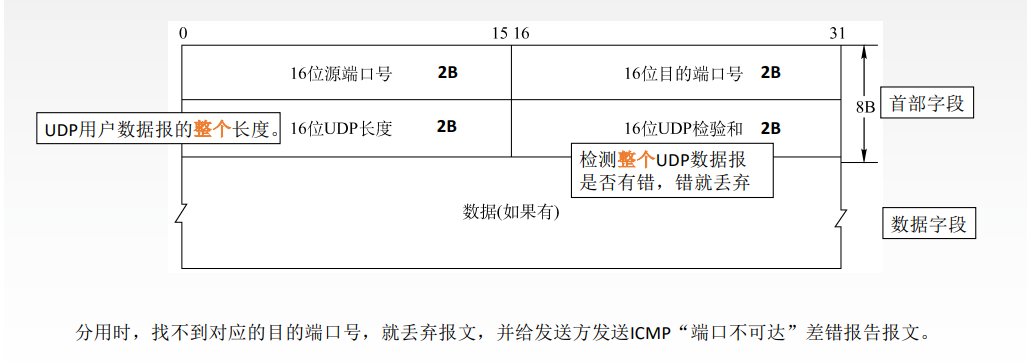 0 15 16 31
16位源端口号 2B 16位目的端口号 2B
8B 首部字段
UDP用户数据报的整个长度。 16位UDP长度 2B 16位UDP检验和 2B
检测整个UDP数据报
是否有错，错就丢弃
数据(如果有) 数据字段
分用时，找不到对应的目的端口号，就丢弃报文，并给发送方发送ICMP“端口不可达”差错报告报文。